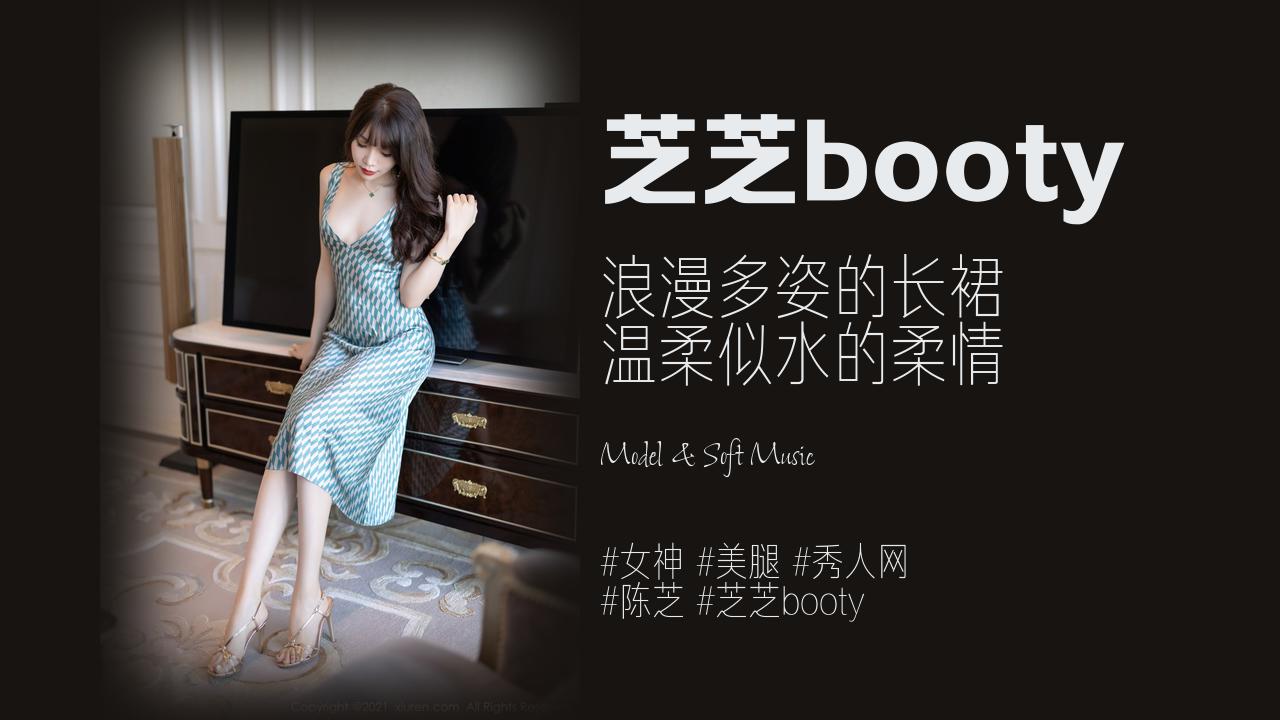 芝芝booty
浪漫多姿的长裙
温柔似水的柔情
Model & Soft Music
#女神 #美腿 #秀人网
#陈芝 #芝芝booty
Copyright ©2021 xiuren.com All Rights